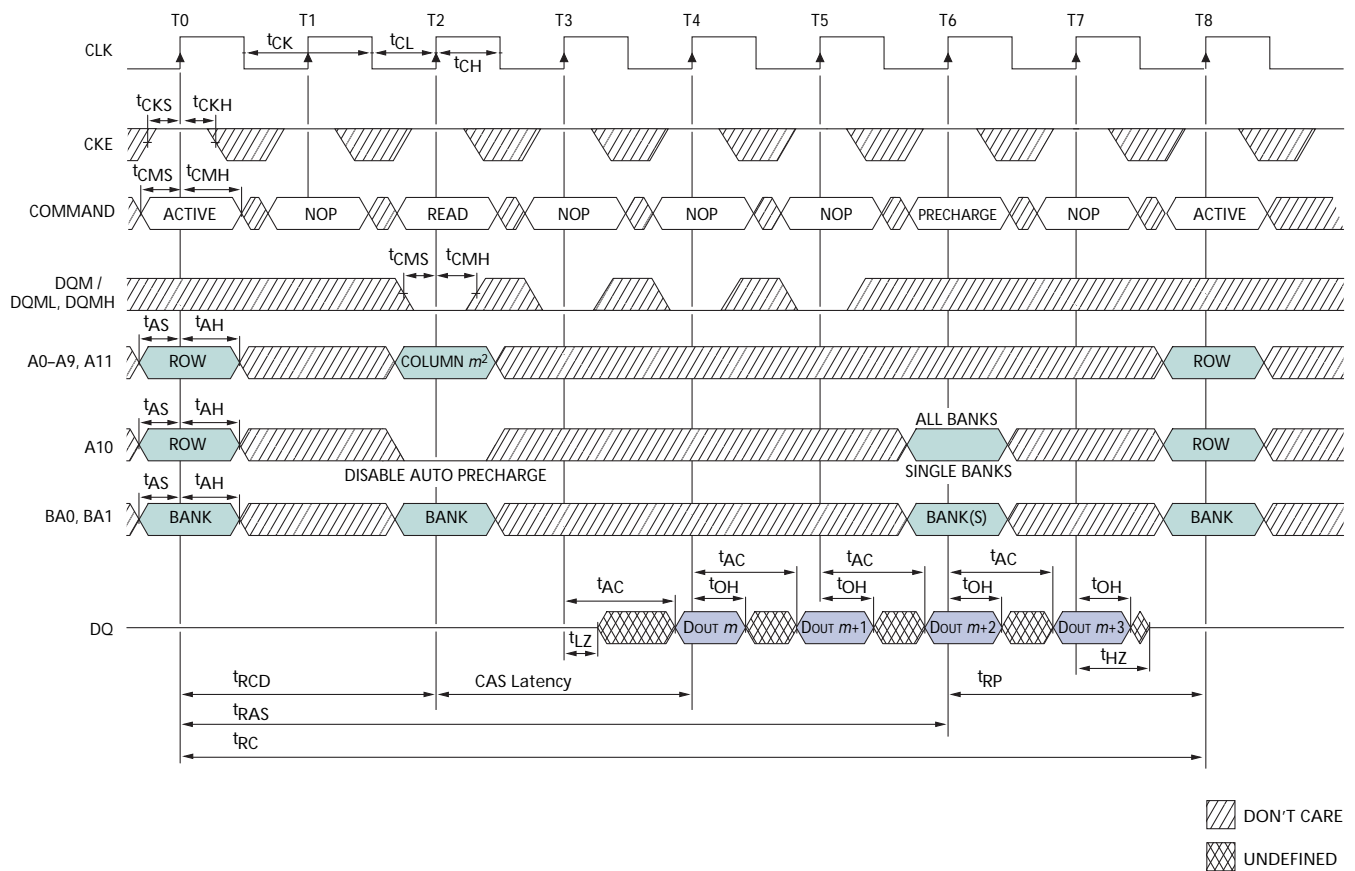 T0 T1 T2 T3 T4 T5 T6 T7 T8
CLK
tCK tCL tCH
tCKS tCKH
CKE
tCMS tCMH
COMMAND ACTIVE NOP READ NOP NOP NOP PRECHARGE NOP ACTIVE
tCMS tCMH
DQM /
DQML, DQMH
tAS tAH
A0–A9, A11 ROW COLUMN m2 ROW
tAS tAH ALL BANKS
A10 ROW ROW
DISABLE AUTO PRECHARGE SINGLE BANKS
tAS tAH
BA0, BA1 BANK BANK BANK(S) BANK
tAC tAC tAC tAC
tOH tOH tOH tOH
DQ DOUT m DOUT m+1 DOUT m+2 DOUT m+3
tLZ tHZ
tRCD CAS Latency tRP
tRAS
tRC
DON'T CARE
UNDEFINED